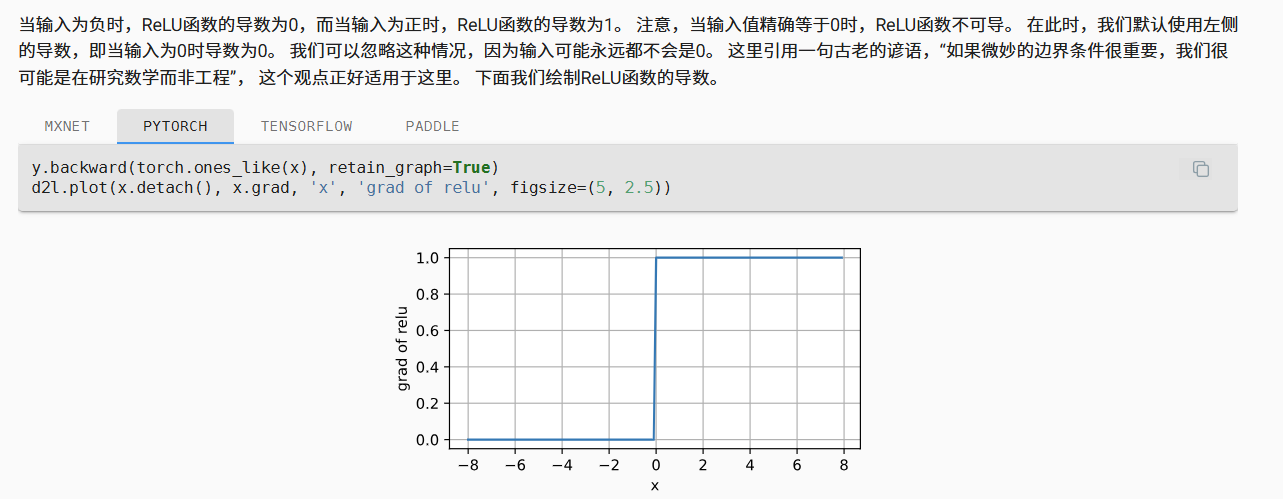 当输入为负时，ReLU函数的导数为0，而当输入为正时，ReLU函数的导数为1。 注意，当输入值精确等于0时，ReLU函数不可导。 在此时，我们默认使用左侧
的导数，即当输入为0时导数为0。 我们可以忽略这种情况，因为输入可能永远都不会是0。 这里引用一句古老的谚语，“如果微妙的边界条件很重要，我们很
可能是在研究数学而非工程”， 这个观点正好适用于这里。 下面我们绘制ReLU函数的导数。
MXNET PYTORCH TENSORFLOW PADDLE
y.backward(torch.ones_like(x), retain_graph=True)
d2l.plot(x.detach(), x.grad, 'x', 'grad of relu', figsize=(5, 2.5))
grad of relu
1.0
0.8
0.6
0.4
0.2
0.0
−8 −6 −4 −2 0 2 4 6 8
x